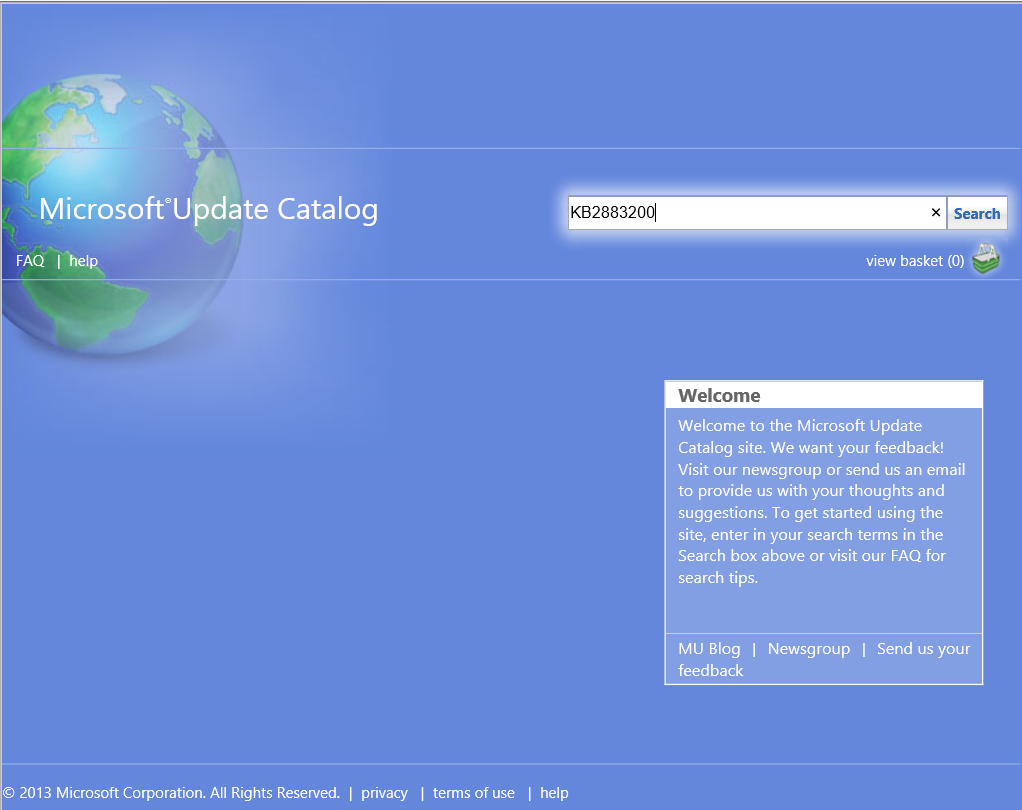 Microsoft®Update Catalog
KB2883200
×
Search
FAQ | help
view basket (0)
Welcome
Welcome to the Microsoft Update
Catalog site. We want your feedback!
Visit our newsgroup or send us an email
to provide us with your thoughts and
suggestions. To get started using the
site, enter in your search terms in the
Search box above or visit our FAQ for
search tips.
MU Blog | Newsgroup | Send us your
feedback
© 2013 Microsoft Corporation. All Rights Reserved. | privacy | terms of use | help